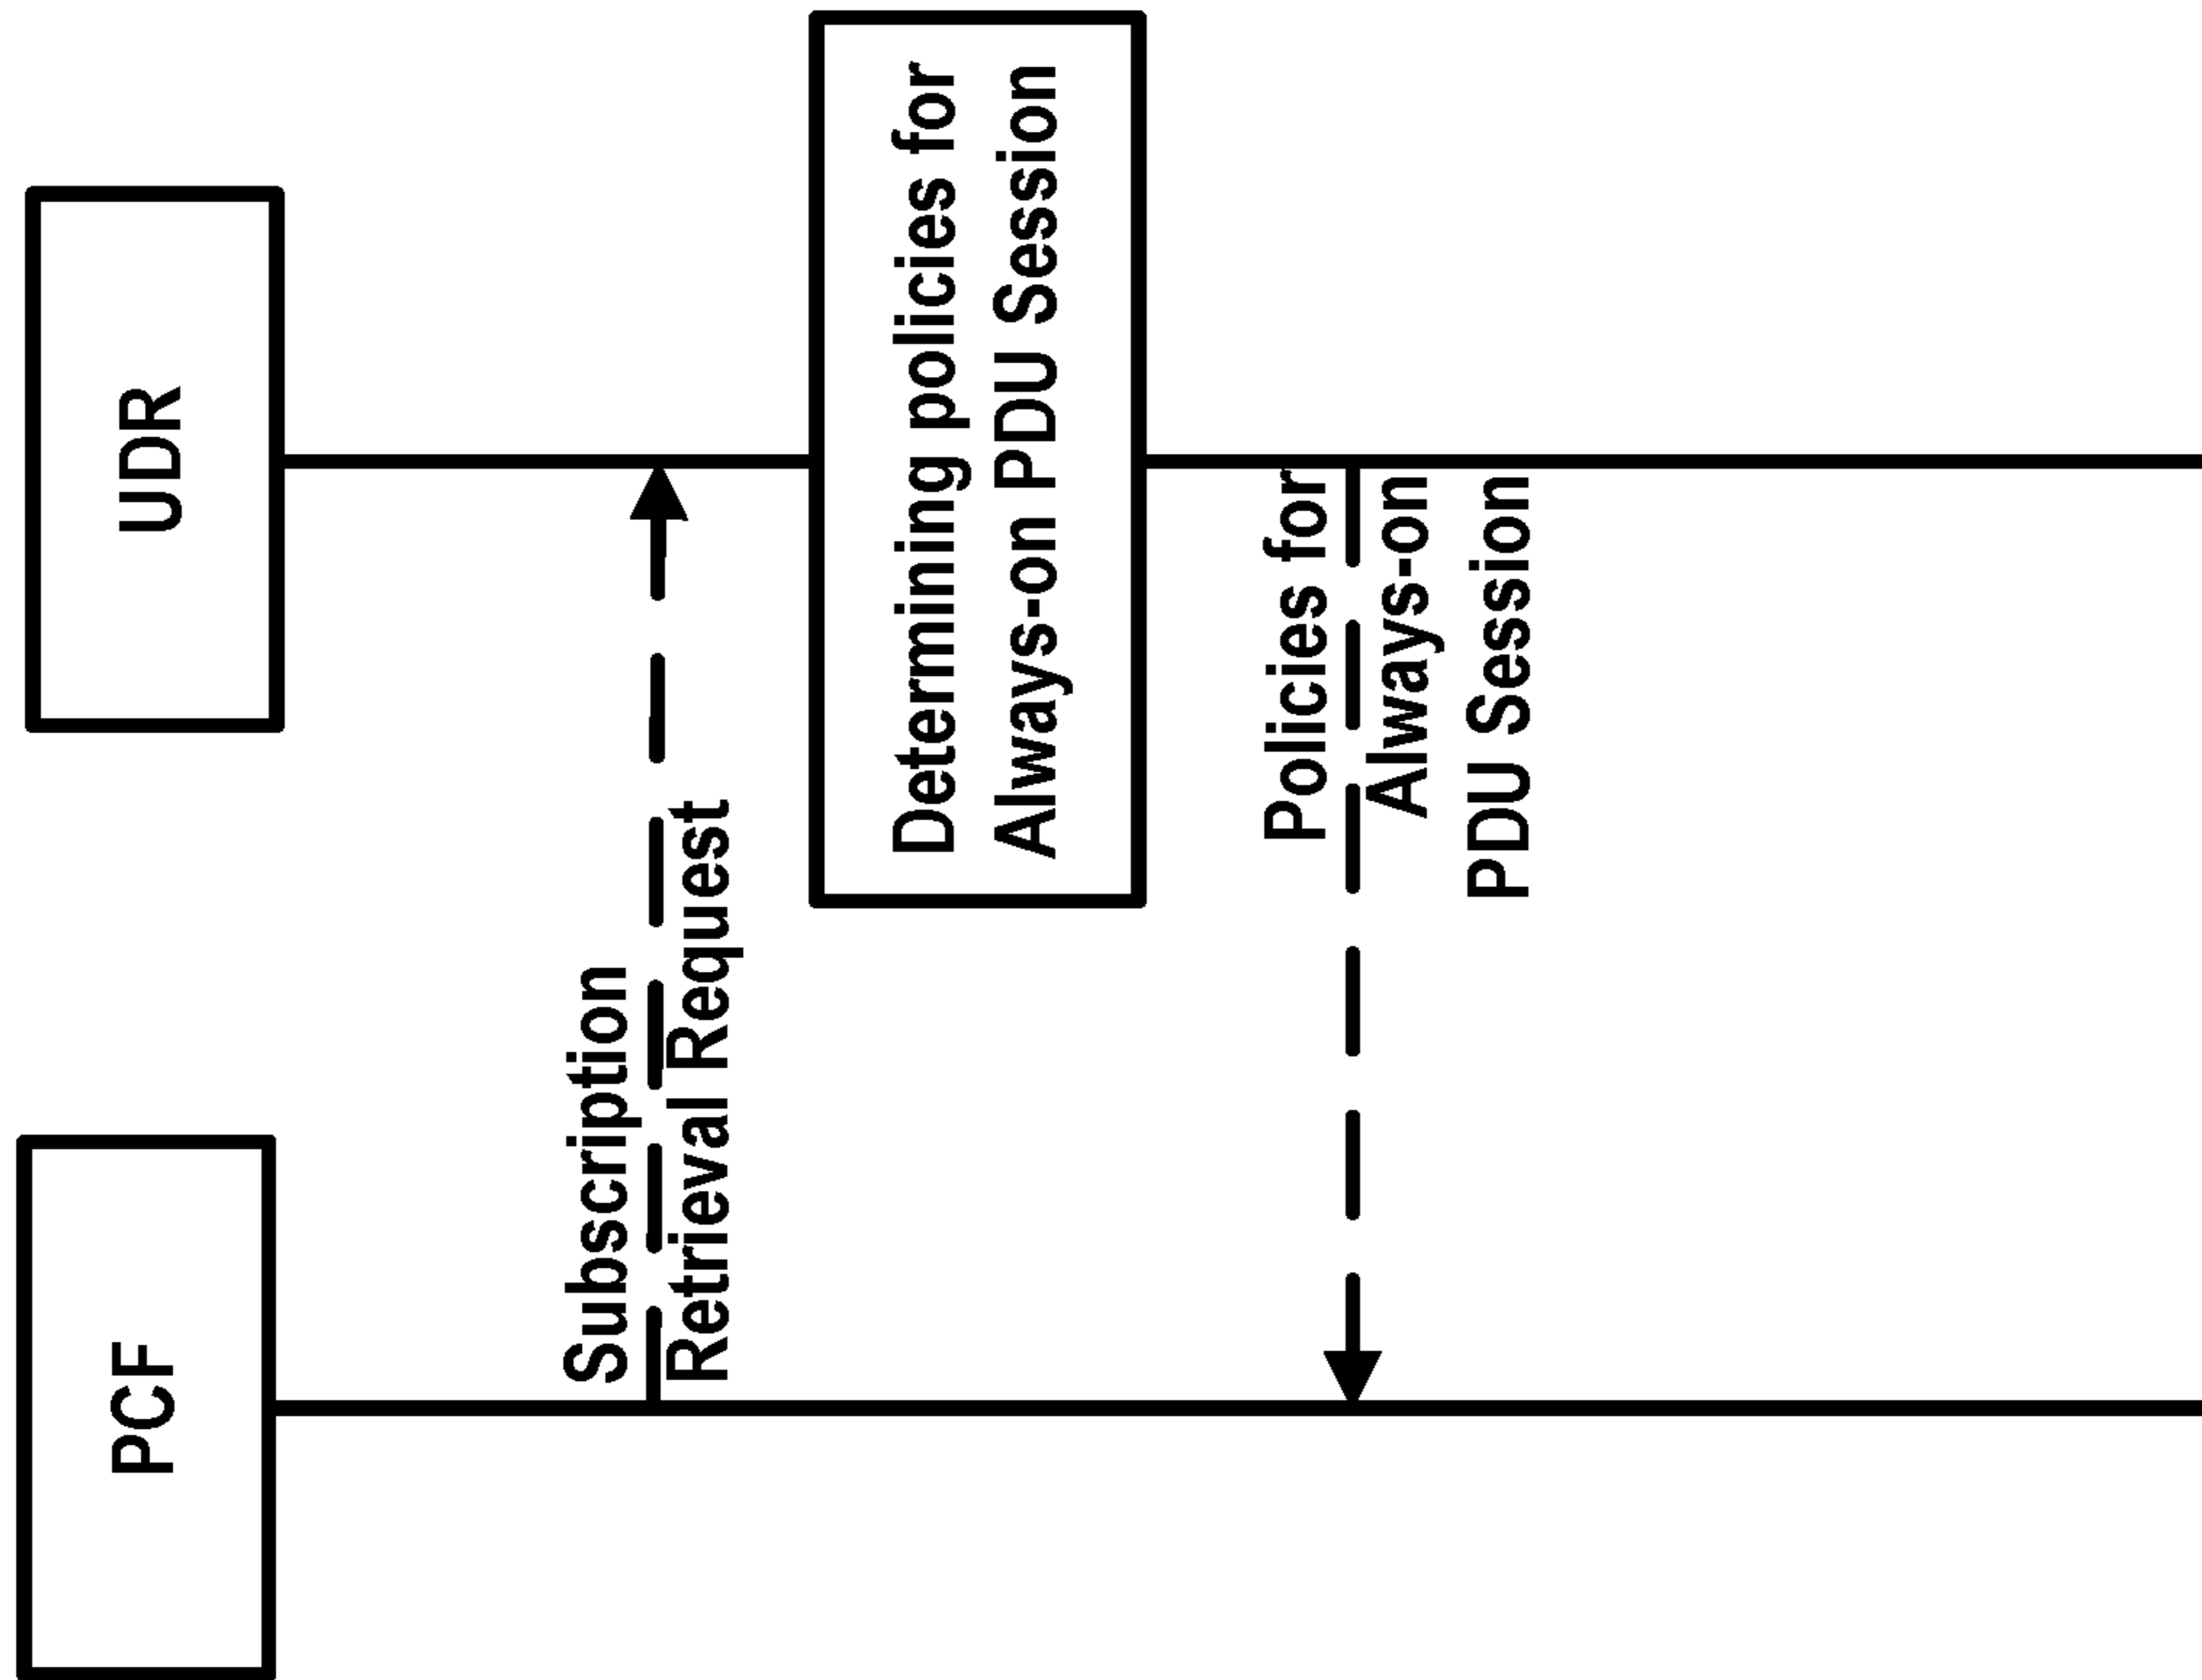 PCF
UDR
Subscription
Retrieval Request
Determining policies for
Always-on PDU Session
Policies for
Always-on
PDU Session